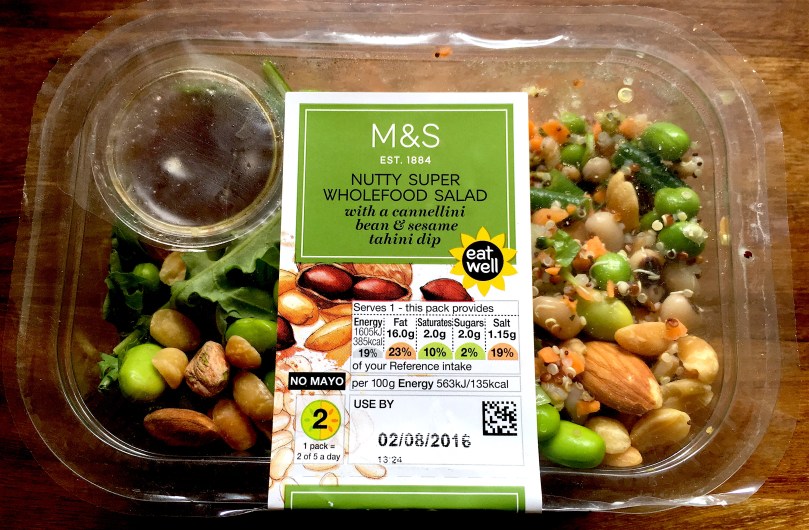 M&S
EST. 1884
NUTTY SUPER
WHOLEFOOD SALAD
with a cannellini
bean & sesame
tahini dip
eat
well
Serves 1 - this pack provides
Energy Fat Saturates Sugars Salt
1605kJ 16.0g 2.0g 2.0g 1.15g
385kcal
19% 23% 10% 2% 19%
of your Reference intake
per 100g Energy 563kJ/135kcal
NO MAYO
2
1 pack =
2 of 5 a day
USE BY
02/08/2016
13:24